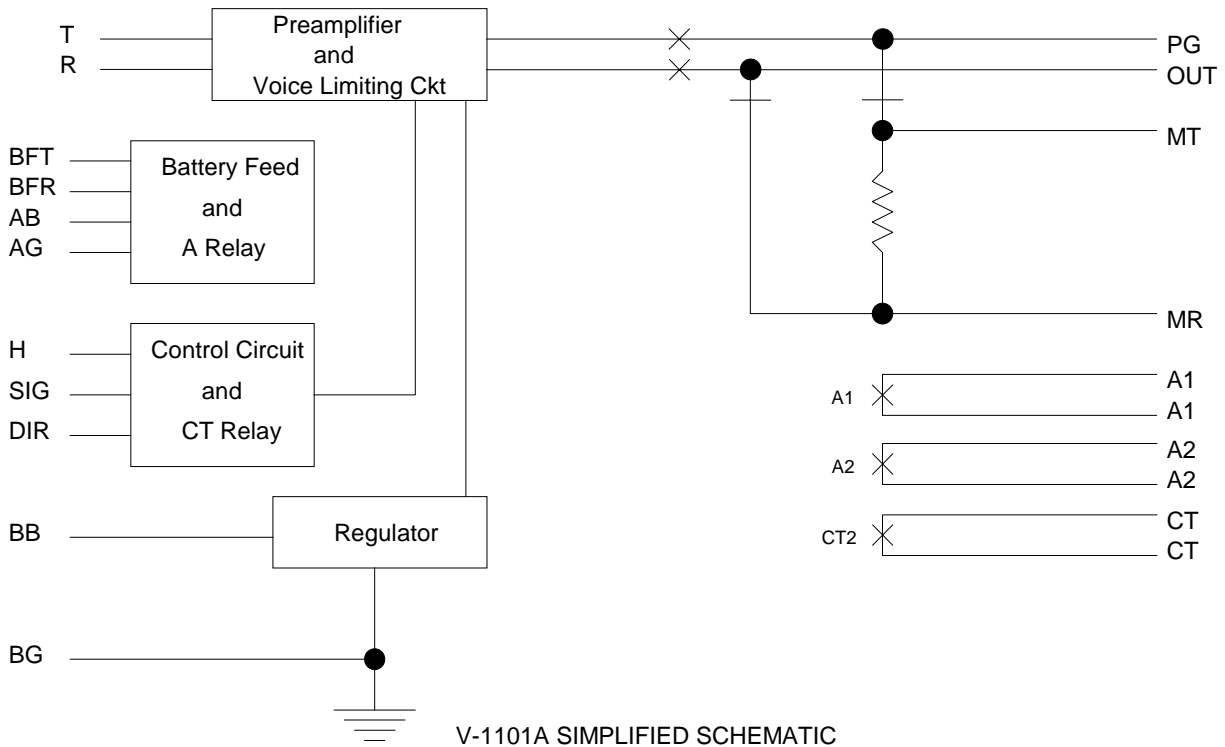 T
R
Preamplifier
and
Voice Limiting Ckt
PG
OUT
MT
BFT
BFR
AB
AG
Battery Feed
and
A Relay
MR
H
SIG
DIR
Control Circuit
and
CT Relay
A1
A1
A1
A2
A2
A2
CT2
CT
CT
BB
Regulator
BG
V-1101A SIMPLIFIED SCHEMATIC